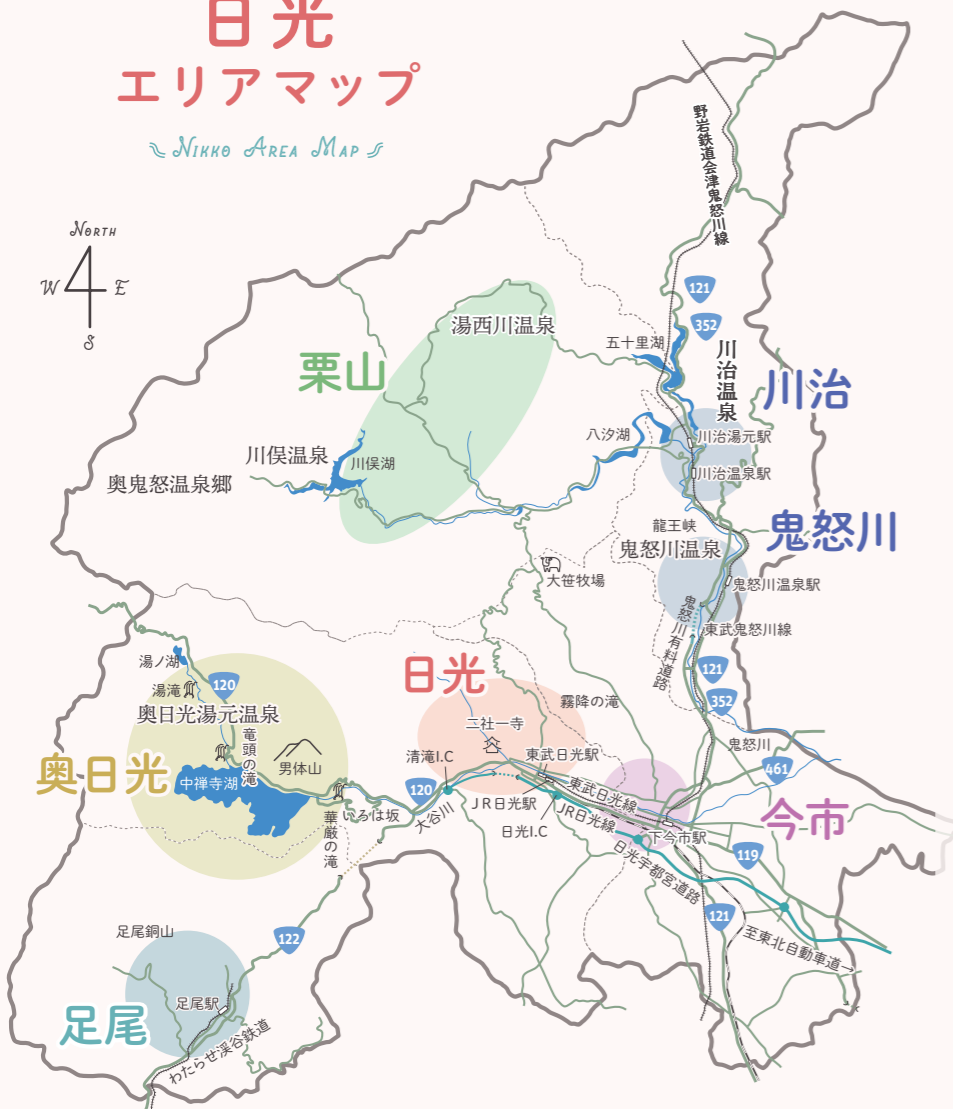 日光
エリアマップ
NIKKO AREA MAP
NORTH
W
E
S
野岩鉄道会津鬼怒川線
121
352
湯西川温泉
五十里湖
川治温泉
栗山
川治
八汐湖
川治湯元駅
川俣温泉
川俣湖
川治温泉駅
奥鬼怒温泉郷
龍王峡
鬼怒川
鬼怒川温泉
大笹牧場
鬼怒川温泉駅
鬼怒川有料道路
東武鬼怒川線
湯ノ湖
日光
121
120
湯滝
352
霧降の滝
奥日光湯元温泉
二社一寺
竜頭の滝
鬼怒川
清滝I.C
東武日光駅
男体山
461
奥日光
中禅寺湖
120
東武日光線
JR日光駅
いろは坂
大谷川
JR日光線
今市
華厳の滝
日光I.C
下今市駅
119
日光宇都宮道路
121
足尾銅山
122
至東北自動車道→
足尾駅
足尾
わたらせ渓谷鉄道